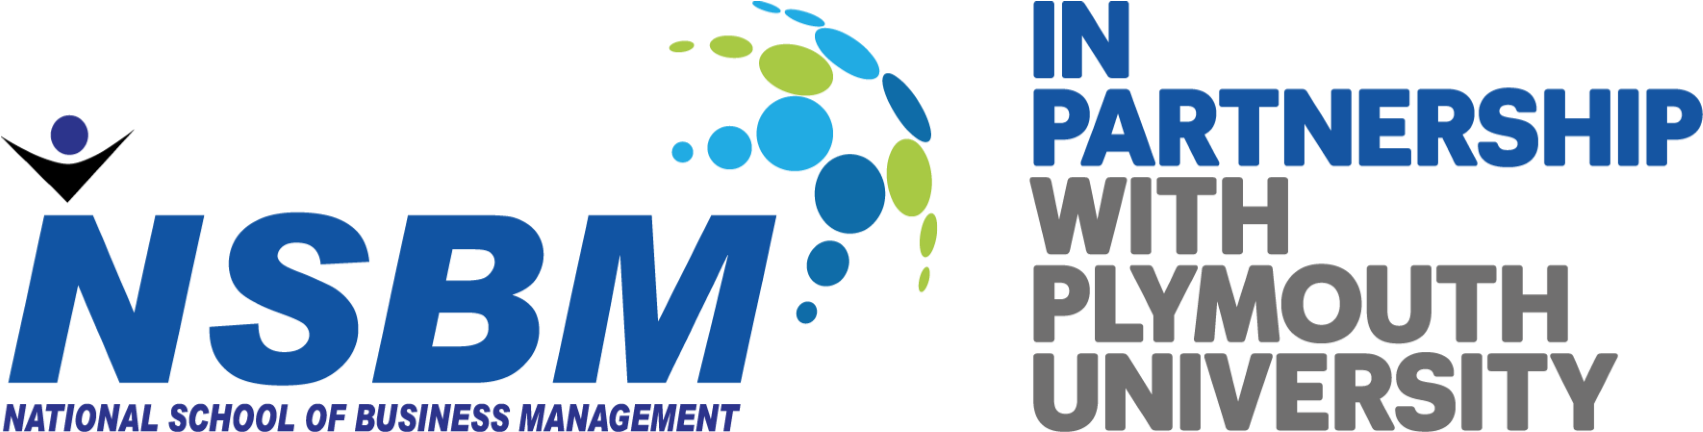 NSBM
NATIONAL SCHOOL OF BUSINESS MANAGEMENT
IN
PARTNERSHIP
WITH
PLYMOUTH
UNIVERSITY